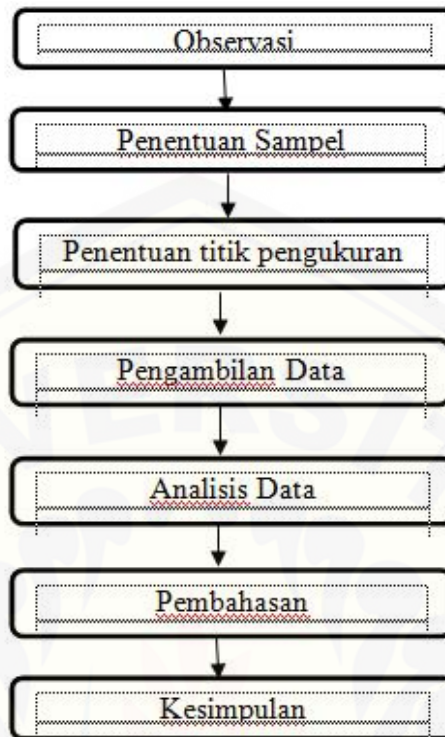 Observasi
Penentuan Sampel
Penentuan titik pengukuran
Pengambilan Data
Analisis Data
Pembahasan
Kesimpulan